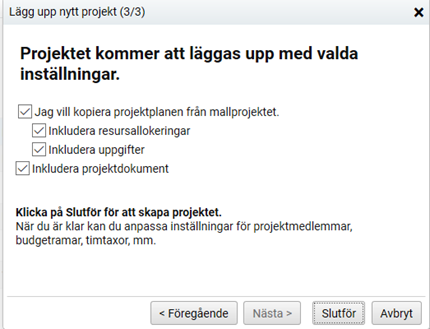 Lägg upp nytt projekt (3/3)
Projektet kommer att läggas upp med valda
inställningar.
Jag vill kopiera projektplanen från mallprojektet.
Inkludera resursallokeringar
Inkludera uppgifter
Inkludera projektdokument
Klicka på Slutför för att skapa projektet.
När du är klar kan du anpassa inställningar för projektmedlemmar,
budgetramar, timtaxor, mm.
< Föregående Nästa > Slutför Avbryt